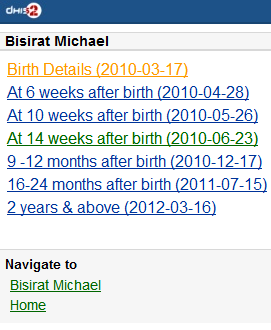 dHIS2
Bisirat Michael
Birth Details (2010-03-17)
At 6 weeks after birth (2010-04-28)
At 10 weeks after birth (2010-05-26)
At 14 weeks after birth (2010-06-23)
9 -12 months after birth (2010-12-17)
16-24 months after birth (2011-07-15)
2 years & above (2012-03-16)
Navigate to
Bisirat Michael
Home